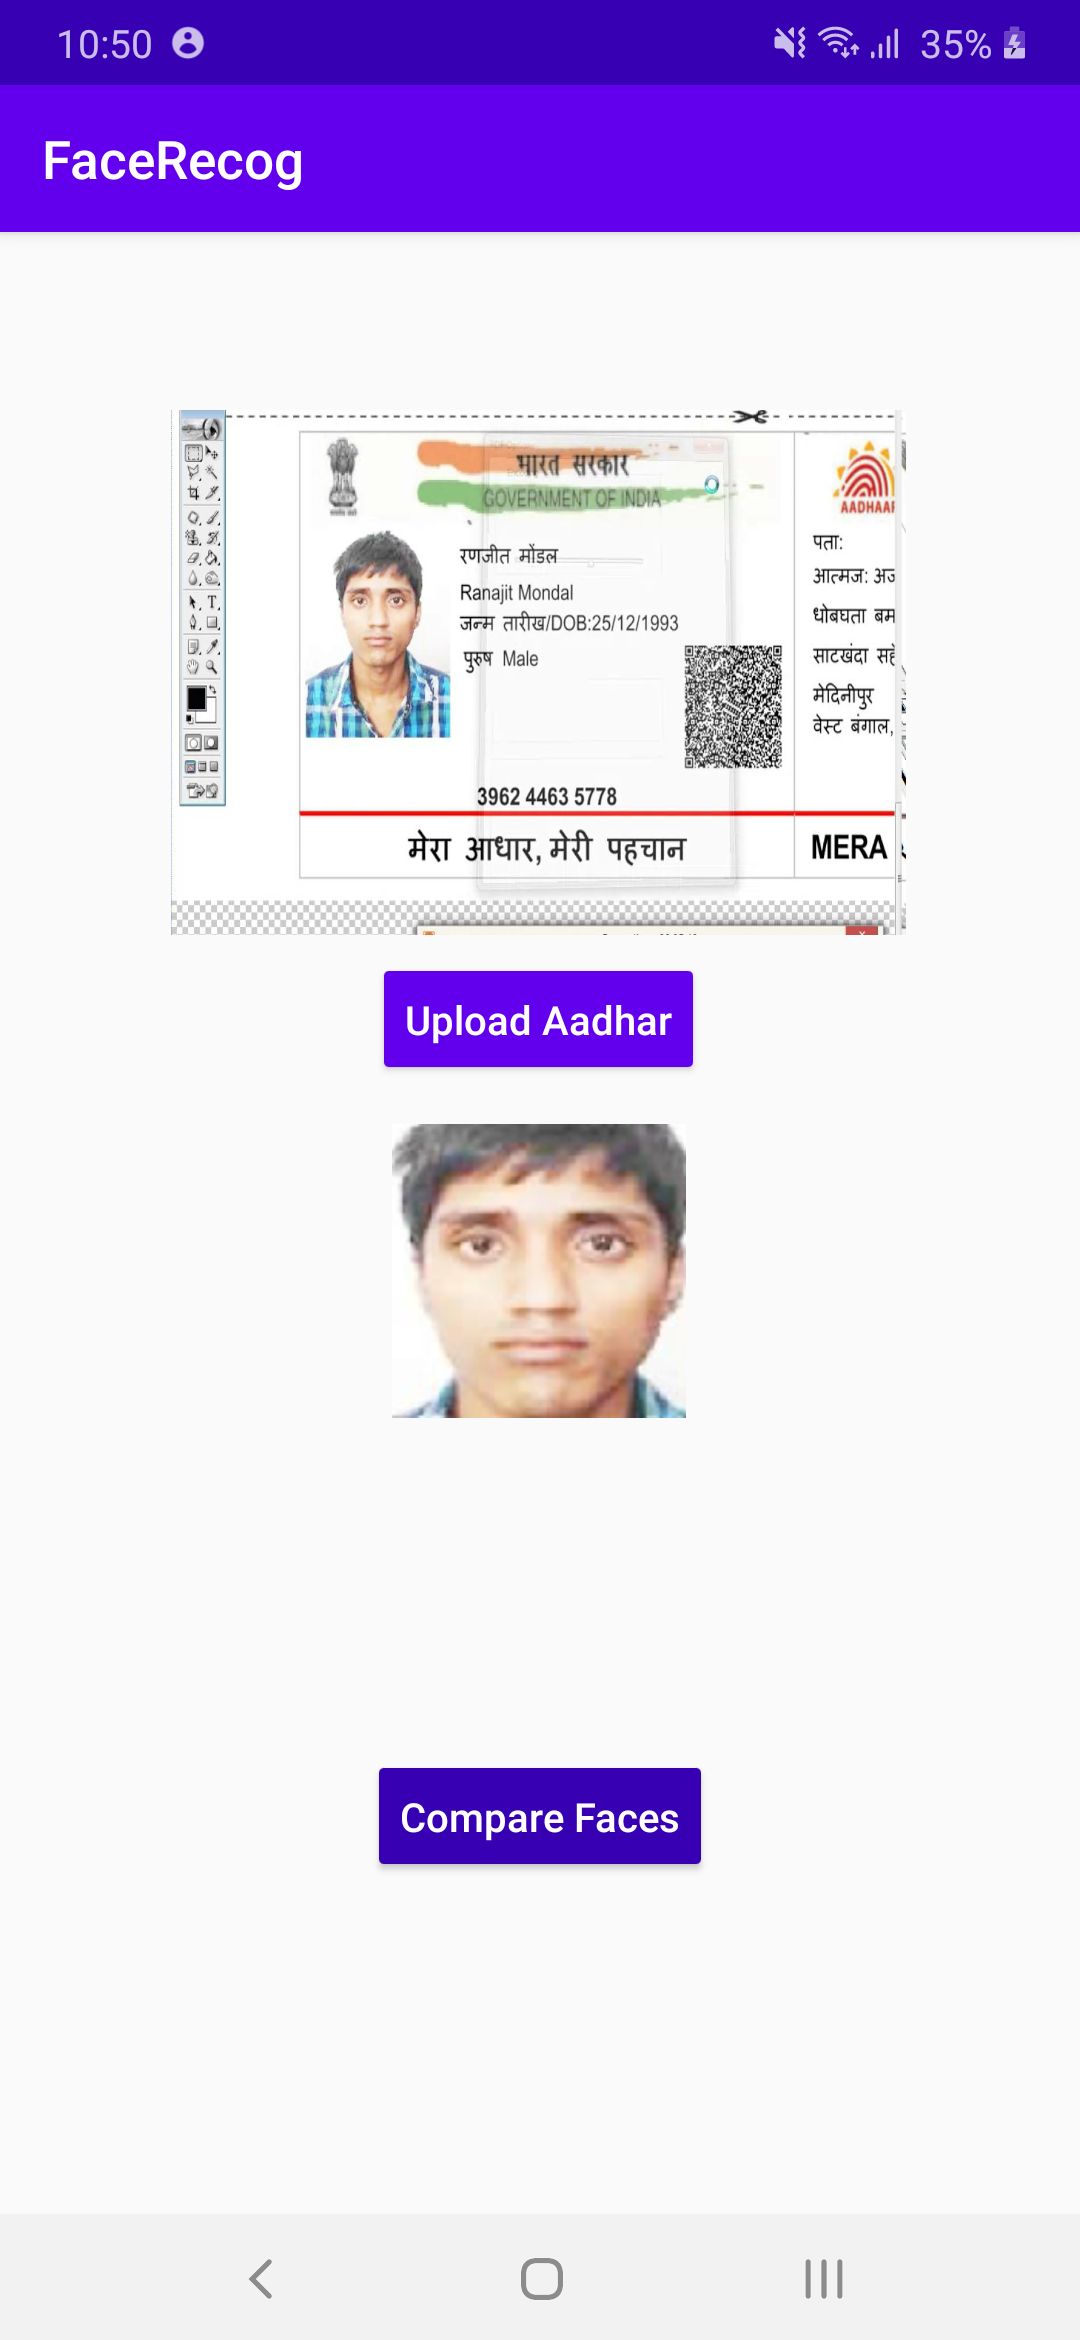 10:50
35%
FaceRecog
भारत सरकार
GOVERNMENT OF INDIA
रणजीत मोंडल
Ranajit Mondal
जन्म तारीख/DOB:25/12/1993
पुरुष Male
3962 4463 5778
मेरा आधार, मेरी पहचान
AADHAAR
पता:
आत्मज: अज
धोबघता बम
साटखंदा सहे
मेदिनीपुर
वेस्ट बंगाल,
MERA
Upload Aadhar
Compare Faces